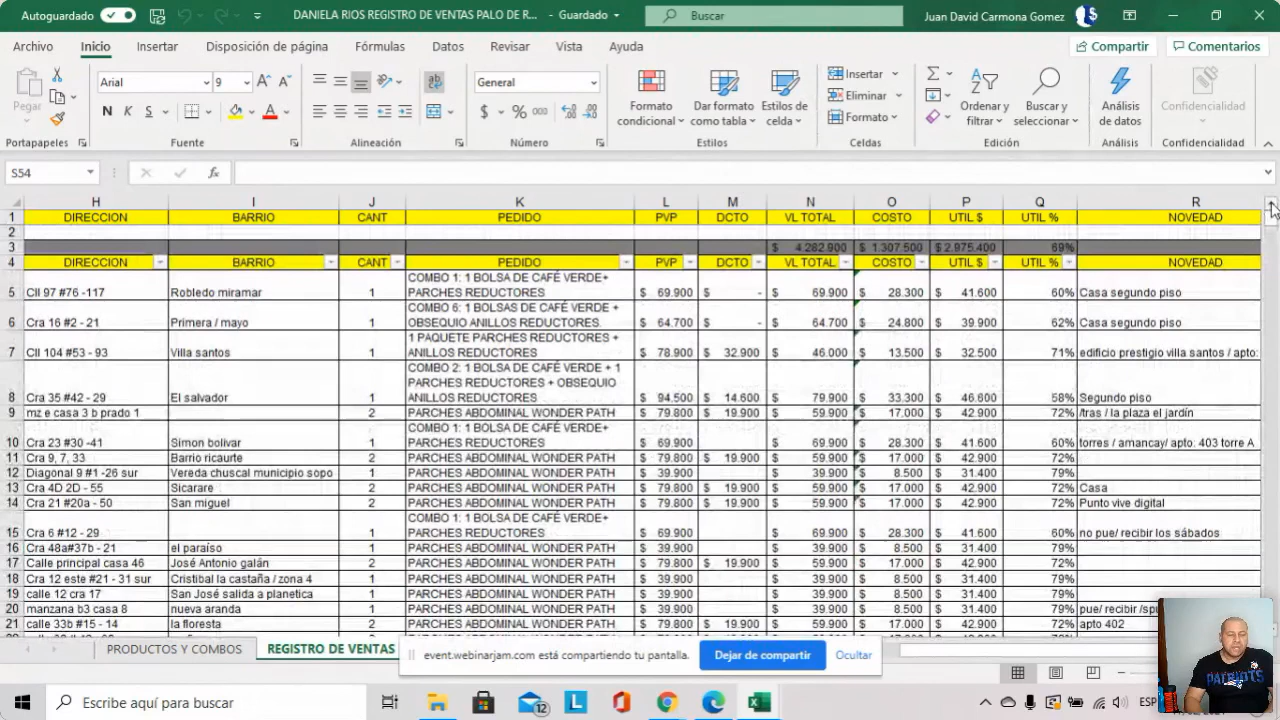 Autoguardado DANIELA RIOS REGISTRO DE VENTAS PALO DE R... - Guardado Buscar Juan David Carmona Gomez
Archivo Inicio Insertar Disposición de página Fórmulas Datos Revisar Vista Ayuda Compartir Comentarios
Pegar Arial 9 General Formato condicional Dar formato como tabla Estilos de celda Insertar Eliminar Formato Ordenar y filtrar Buscar y seleccionar Análisis de datos Confidencialidad
N K S $ % 000
Portapapeles Fuente Alineación Número Estilos Celdas Edición Análisis Confidencialidad
S54 fx
H I J K L M N O P Q R
1 DIRECCION BARRIO CANT PEDIDO PVP DCTO VL TOTAL COSTO UTIL $ UTIL % NOVEDAD
2
3 $ 4.282.900 $ 1.307.500 $ 2.975.400 69%
4 DIRECCION BARRIO CANT PEDIDO PVP DCTO VL TOTAL COSTO UTIL $ UTIL % NOVEDAD
COMBO 1: 1 BOLSA DE CAFÉ VERDE+
5 Cll 97 #76 -117 Robledo miramar 1 PARCHES REDUCTORES $ 69.900 $ - $ 69.900 $ 28.300 $ 41.600 60% Casa segundo piso
COMBO 6: 1 BOLSAS DE CAFÉ VERDE +
6 Cra 16 #2 - 21 Primera / mayo 1 OBSEQUIO ANILLOS REDUCTORES. $ 64.700 $ - $ 64.700 $ 24.800 $ 39.900 62% Casa segundo piso
1 PAQUETE PARCHES REDUCTORES +
7 Cll 104 #53 - 93 Villa santos 1 ANILLOS REDUCTORES $ 78.900 $ 32.900 $ 46.000 $ 13.500 $ 32.500 71% edificio prestigio villa santos / apto:
COMBO 2: 1 BOLSA DE CAFÉ VERDE + 1
PARCHES REDUCTORES + OBSEQUIO
8 Cra 35 #42 - 29 El salvador 1 ANILLOS REDUCTORES $ 94.500 $ 14.600 $ 79.900 $ 33.300 $ 46.600 58% Segundo piso
9 mz e casa 3 b prado 1 2 PARCHES ABDOMINAL WONDER PATH $ 79.800 $ 19.900 $ 59.900 $ 17.000 $ 42.900 72% /tras / la plaza el jardín
COMBO 1: 1 BOLSA DE CAFÉ VERDE+
10 Cra 23 #30 -41 Simon bolivar 1 PARCHES REDUCTORES $ 69.900 $ 69.900 $ 28.300 $ 41.600 60% torres / amancay/ apto: 403 torre A
11 Cra 9, 7, 33 Barrio ricaurte 2 PARCHES ABDOMINAL WONDER PATH $ 79.800 $ 19.900 $ 59.900 $ 17.000 $ 42.900 72%
12 Diagonal 9 #1 -26 sur Vereda chuscal municipio sopo 1 PARCHES ABDOMINAL WONDER PATH $ 39.900 $ 39.900 $ 8.500 $ 31.400 79%
13 Cra 4D 2D - 55 Sicarare 2 PARCHES ABDOMINAL WONDER PATH $ 79.800 $ 19.900 $ 59.900 $ 17.000 $ 42.900 72% Casa
14 Cra 21 #20a - 50 San miguel 2 PARCHES ABDOMINAL WONDER PATH $ 79.800 $ 19.900 $ 59.900 $ 17.000 $ 42.900 72% Punto vive digital
COMBO 1: 1 BOLSA DE CAFÉ VERDE+
15 Cra 6 #12 - 29 1 PARCHES REDUCTORES $ 69.900 $ 69.900 $ 28.300 $ 41.600 60% no pue/ recibir los sábados
16 Cra 48a#37b - 21 el paraíso 1 PARCHES ABDOMINAL WONDER PATH $ 39.900 $ 39.900 $ 8.500 $ 31.400 79%
17 Calle principal casa 46 José Antonio galán 2 PARCHES ABDOMINAL WONDER PATH $ 79.800 $ 19.900 $ 59.900 $ 17.000 $ 42.900 72%
18 Cra 12 este #21 - 31 sur Cristibal la castaña / zona 4 1 PARCHES ABDOMINAL WONDER PATH $ 39.900 $ 39.900 $ 8.500 $ 31.400 79%
19 calle 12 cra 17 San José salida a planetica 1 PARCHES ABDOMINAL WONDER PATH $ 39.900 $ 39.900 $ 8.500 $ 31.400 79%
20 manzana b3 casa 8 nueva aranda 1 PARCHES ABDOMINAL WONDER PATH $ 39.900 $ 39.900 $ 8.500 $ 31.400 79% pue/ recibir
21 calle 33b #15 - 14 la floresta 2 PARCHES ABDOMINAL WONDER PATH $ 79.800 $ 19.900 $ 59.900 $ 17.000 $ 42.900 72% apto 402
PRODUCTOS Y COMBOS REGISTRO DE VENTAS event.webinarjam.com está compartiendo tu pantalla. Dejar de compartir Ocultar
PATRIOTS
Escribe aquí para buscar 12 ESP